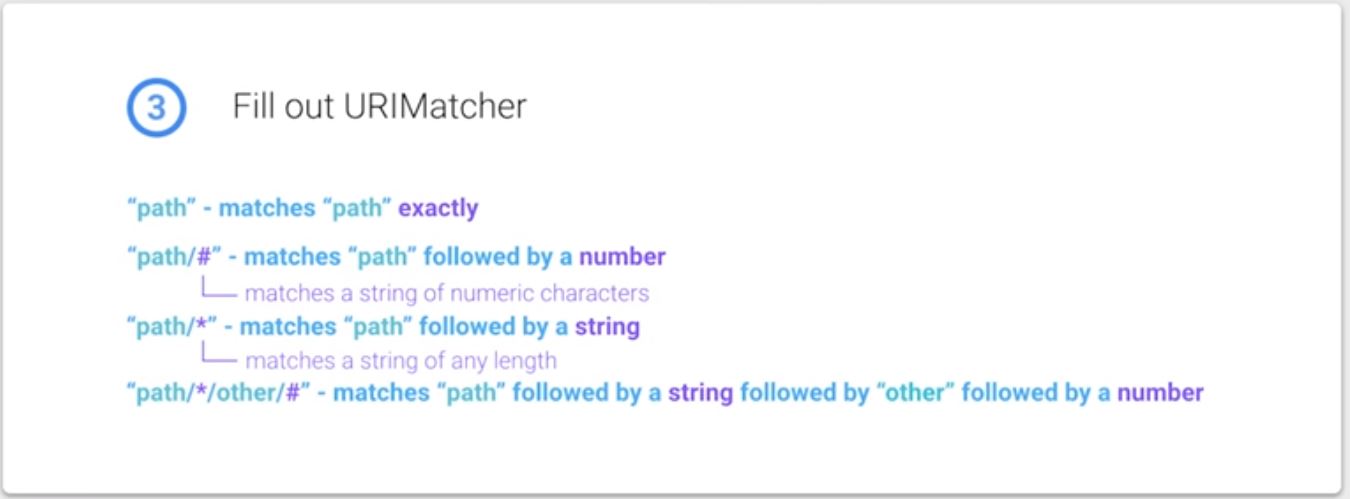 3 Fill out URIMatcher
“path” - matches “path” exactly
“path/#” - matches “path” followed by a number
matches a string of numeric characters
“path/*” - matches “path” followed by a string
matches a string of any length
“path/*/other/#” - matches “path” followed by a string followed by “other” followed by a number